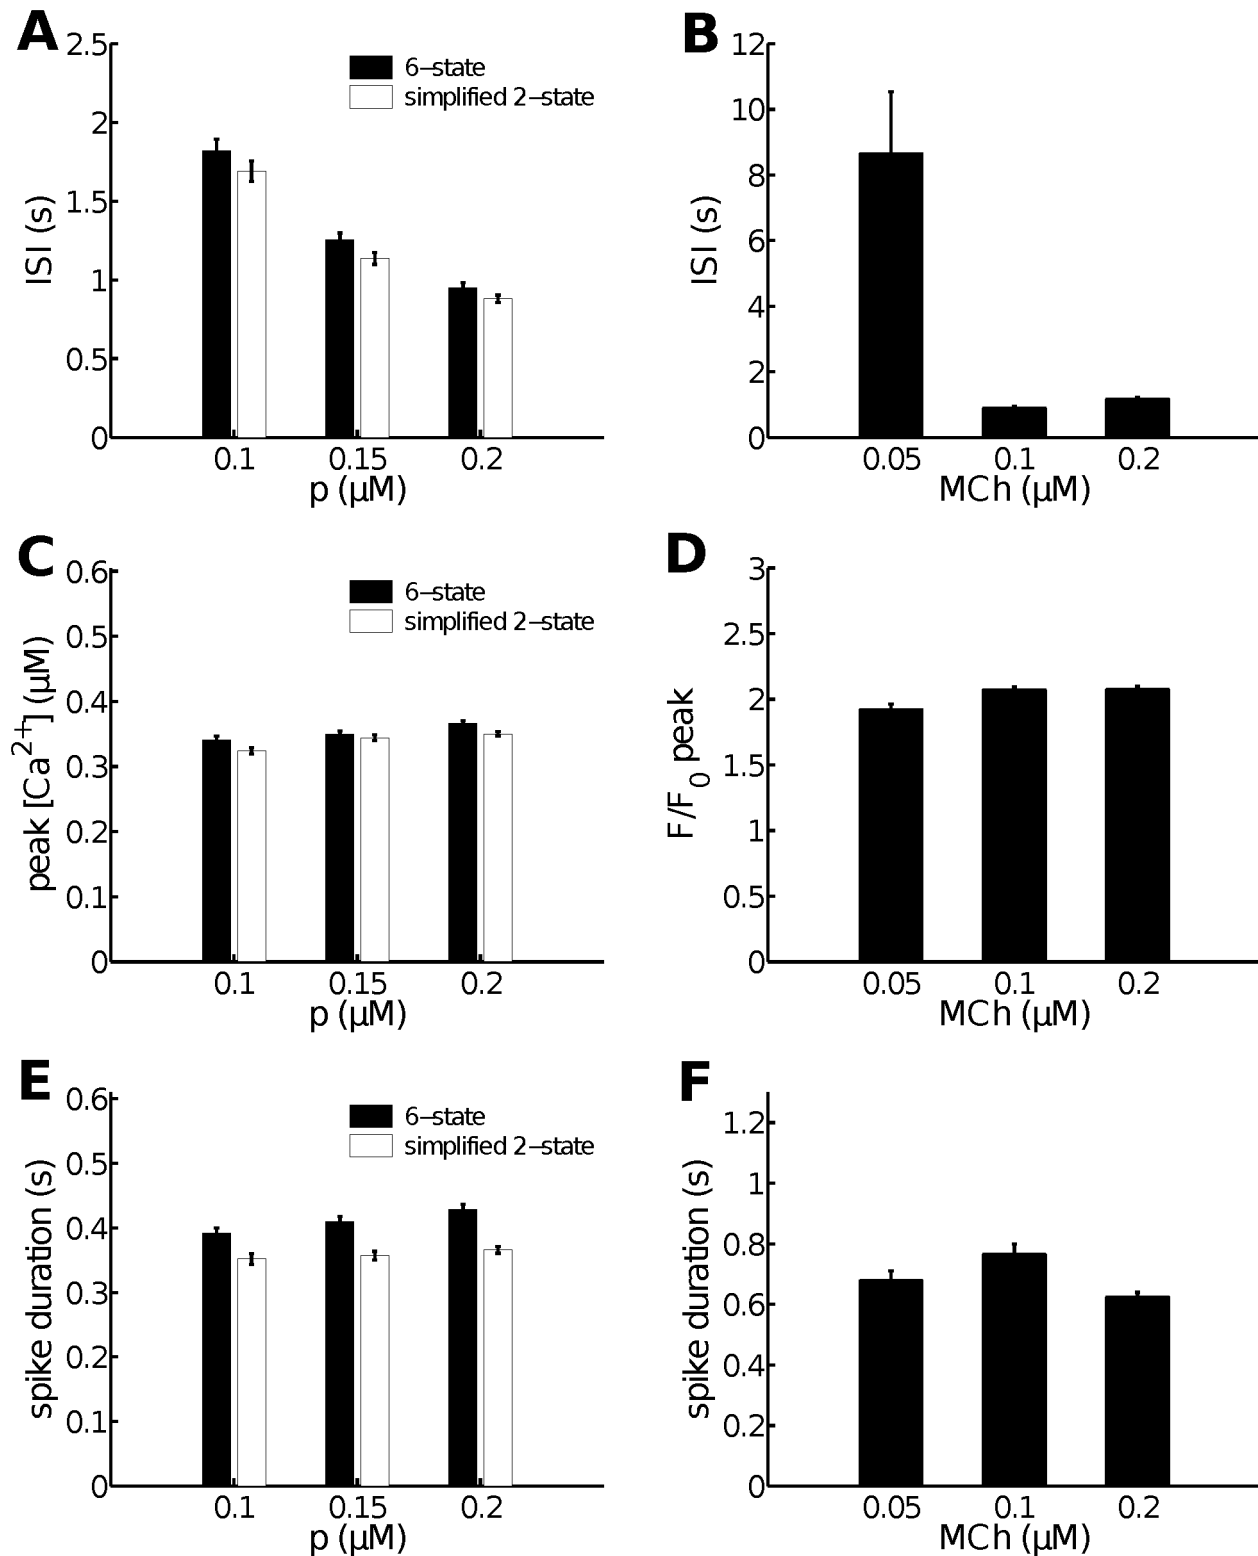 A
2.5
2
1.5
1
0.5
0
ISI (s)
6−state
simplified 2−state
0.1 0.15 0.2
p (μM)
B
12
10
8
6
4
2
0
ISI (s)
0.05 0.1 0.2
MCh (μM)
C
0.6
0.5
0.4
0.3
0.2
0.1
0
peak [Ca2+] (μM)
6−state
simplified 2−state
0.1 0.15 0.2
p (μM)
D
3
2.5
2
1.5
1
0.5
0
F/F0 peak
0.05 0.1 0.2
MCh (μM)
E
0.6
0.5
0.4
0.3
0.2
0.1
0
spike duration (s)
6−state
simplified 2−state
0.1 0.15 0.2
p (μM)
F
1.2
1
0.8
0.6
0.4
0.2
0
spike duration (s)
0.05 0.1 0.2
MCh (μM)